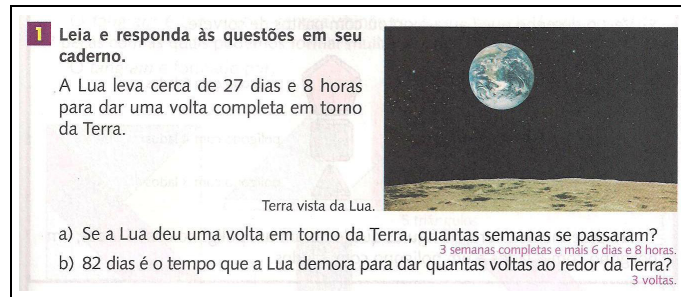 1 Leia e responda às questões em seu
caderno.
A Lua leva cerca de 27 dias e 8 horas
para dar uma volta completa em torno
da Terra.
Terra vista da Lua.
a) Se a Lua deu uma volta em torno da Terra, quantas semanas se passaram?
3 semanas completas e mais 6 dias e 8 horas.
b) 82 dias é o tempo que a Lua demora para dar quantas voltas ao redor da Terra?
3 voltas.